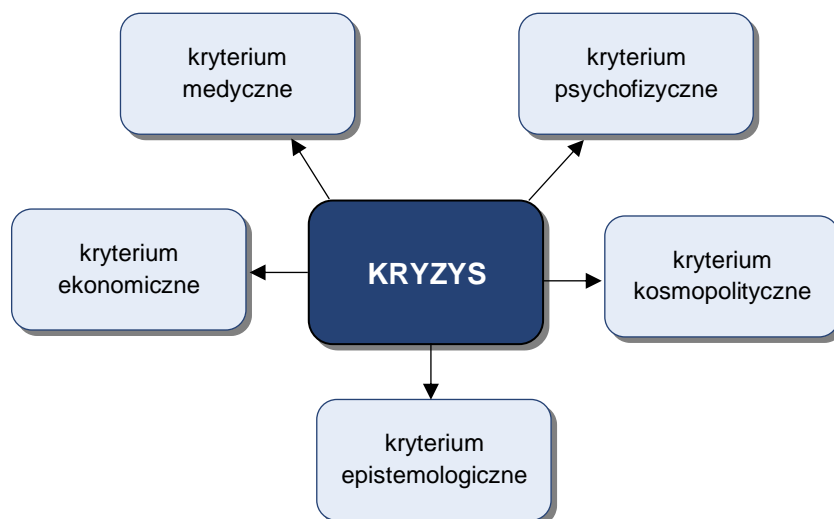 kryterium
medyczne
kryterium
psychofizyczne
kryterium
ekonomiczne
KRYZYS
kryterium
kosmopolityczne
kryterium
epistemologiczne